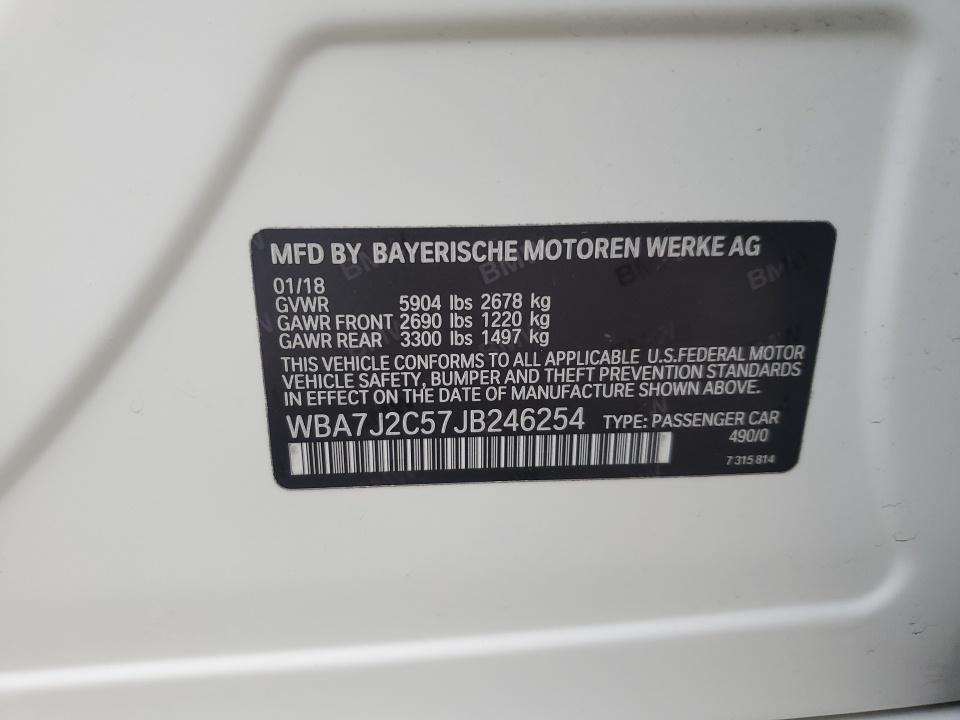 MFD BY BAYERISCHE MOTOREN WERKE AG
01/18
GVWR 5904 lbs 2678 kg
GAWR FRONT 2690 lbs 1220 kg
GAWR REAR 3300 lbs 1497 kg
THIS VEHICLE CONFORMS TO ALL APPLICABLE U.S.FEDERAL MOTOR
VEHICLE SAFETY, BUMPER AND THEFT PREVENTION STANDARDS
IN EFFECT ON THE DATE OF MANUFACTURE SHOWN ABOVE.
WBA7J2C57JB246254 TYPE: PASSENGER CAR
490/0
7 315 814